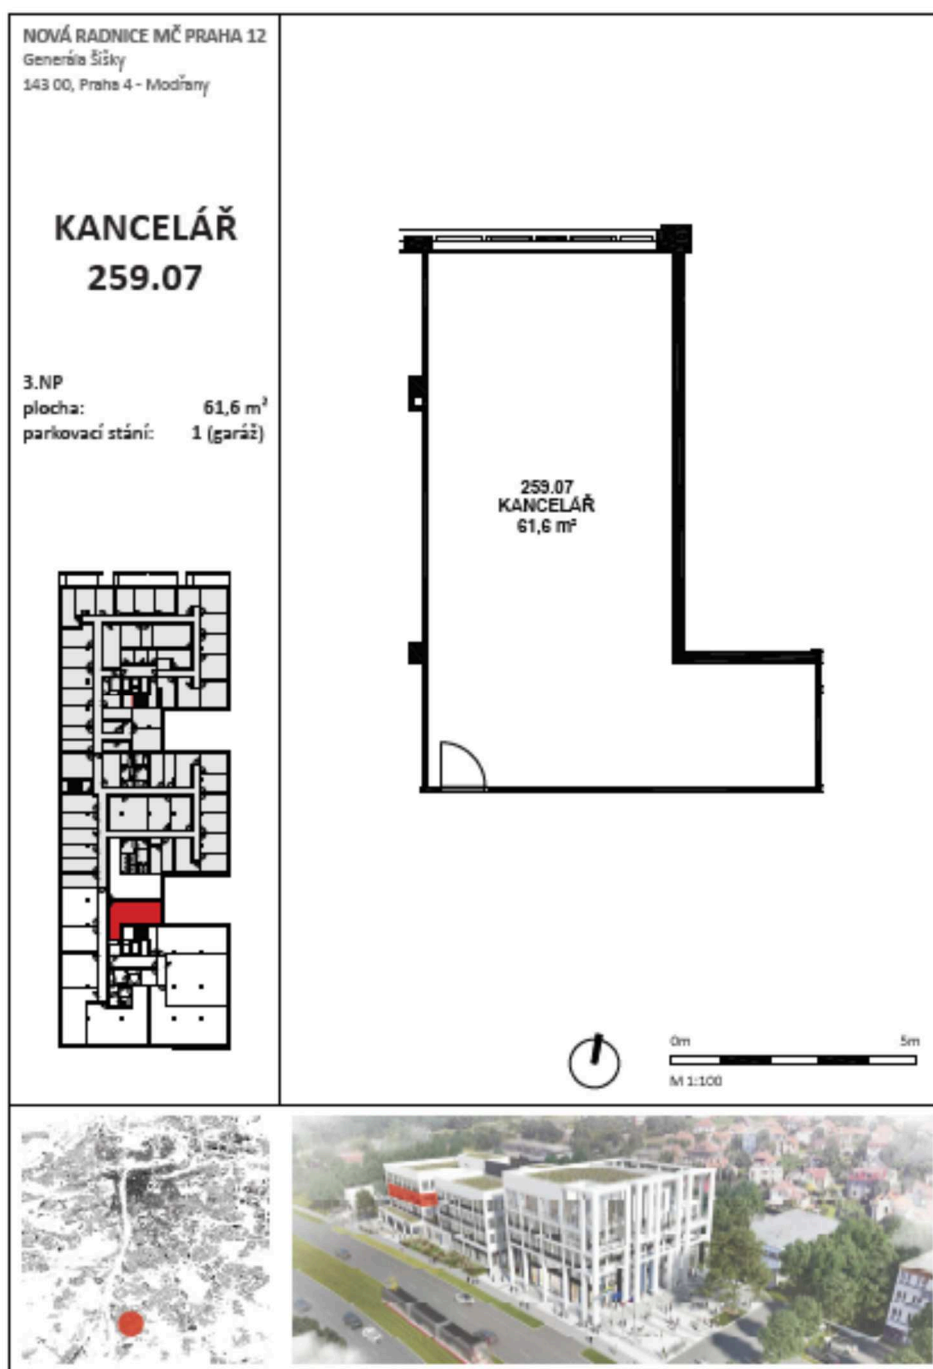 NOVÁ RADNICE MČ PRAHA 12
Generála Šišky
143 00, Praha 4 - Modřany
KANCELÁŘ
259.07
3.NP
plocha: 61,6 m²
parkovací stání: 1 (garáž)
259.07
KANCELÁŘ
61,6 m²
0m 5m
M 1:100